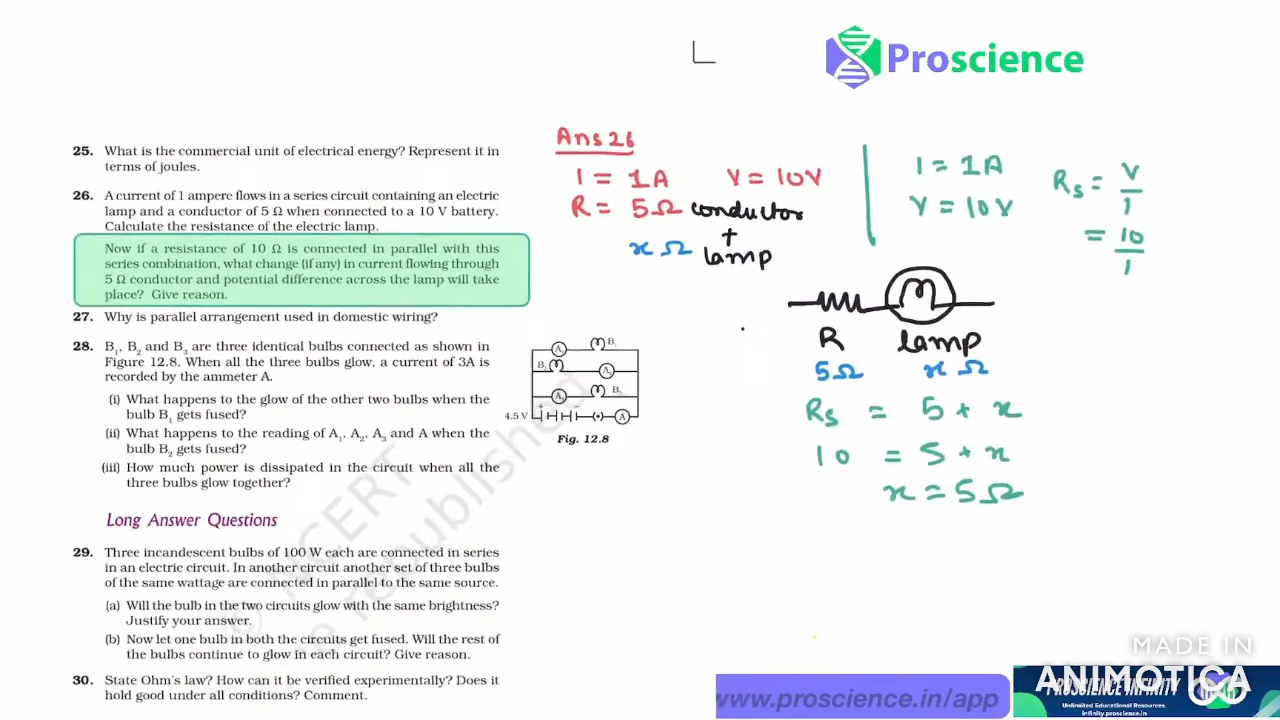 Proscience
25. What is the commercial unit of electrical energy? Represent it in
terms of joules.
26. A current of 1 ampere flows in a series circuit containing an electric
lamp and a conductor of 5 Ω when connected to a 10 V battery.
Calculate the resistance of the electric lamp.
Now if a resistance of 10 Ω is connected in parallel with this
series combination, what change (if any) in current flowing through
5 Ω conductor and potential difference across the lamp will take
place? Give reason.
27. Why is parallel arrangement used in domestic wiring?
28. B₁, B₂ and B₃ are three identical bulbs connected as shown in
Figure 12.8. When all the three bulbs glow, a current of 3A is
recorded by the ammeter A.
(i) What happens to the glow of the other two bulbs when the
bulb B₁ gets fused?
(ii) What happens to the reading of A₁, A₂, A₃ and A when the
bulb B₂ gets fused?
(iii) How much power is dissipated in the circuit when all the
three bulbs glow together?
B₁
4.5 V
A
Fig. 12.8
Long Answer Questions
29. Three incandescent bulbs of 100 W each are connected in series
in an electric circuit. In another circuit another set of three bulbs
of the same wattage are connected in parallel to the same source.
(a) Will the bulb in the two circuits glow with the same brightness?
Justify your answer.
(b) Now let one bulb in both the circuits get fused. Will the rest of
the bulbs continue to glow in each circuit? Give reason.
30. State Ohm's law? How can it be verified experimentally? Does it
hold good under all conditions? Comment.
© NCERT
republished
Ans 26
I = 1A V = 10V
R = 5Ω conductor
+
x Ω lamp
I = 1A
V = 10V
Rs = V/I
= 10/1
R lamp
5Ω x Ω
Rs = 5 + x
10 = 5 + x
x = 5Ω
www.proscience.in/app
MADE IN
ANIMOTICA
PROSCIENCE INFINITY
Unlimited Educational Resources.
infinity.proscience.in